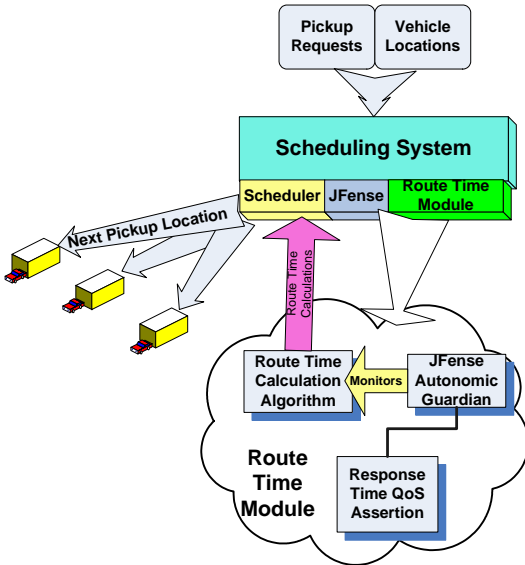 Pickup
Requests
Vehicle
Locations
Scheduling System
Scheduler
JFense
Route Time
Module
Next Pickup Location
Route Time
Calculations
Route Time
Calculation
Algorithm
Monitors
JFense
Autonomic
Guardian
Route
Time
Module
Response
Time QoS
Assertion